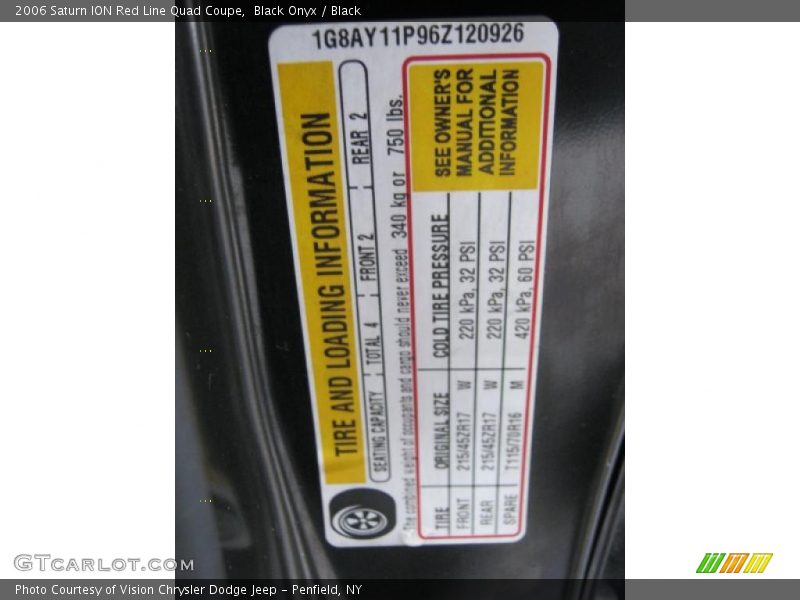 2006 Saturn ION Red Line Quad Coupe,  Black Onyx / Black
1G8AY11P96Z120926
TIRE AND LOADING INFORMATION
SEATING CAPACITY TOTAL 4 FRONT 2 REAR 2
The combined weight of occupants and cargo should never exceed 340 kg or 750 lbs.
TIRE ORIGINAL SIZE COLD TIRE PRESSURE
FRONT 215/45ZR17 W 220 kPa, 32 PSI
REAR 215/45ZR17 W 220 kPa, 32 PSI
SPARE T115/70R16 M 420 kPa, 60 PSI
SEE OWNER'S
MANUAL FOR
ADDITIONAL
INFORMATION
GTCARLOT.COM
Photo Courtesy of Vision Chrysler Dodge Jeep – Penfield, NY